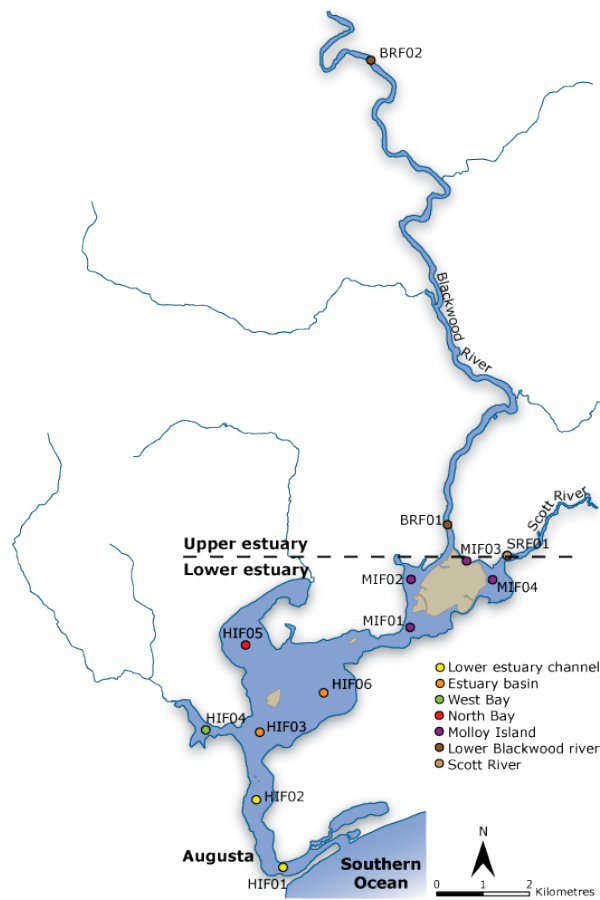 BRF02
Blackwood River
BRF01
Scott River
SRF01
Upper estuary
MIF03
Lower estuary
MIF02
MIF04
MIF01
HIF05
Lower estuary channel
Estuary basin
West Bay
North Bay
Molloy Island
Lower Blackwood river
Scott River
HIF06
HIF04
HIF03
HIF02
Augusta
HIF01
Southern
Ocean
N
0 1 2
Kilometres